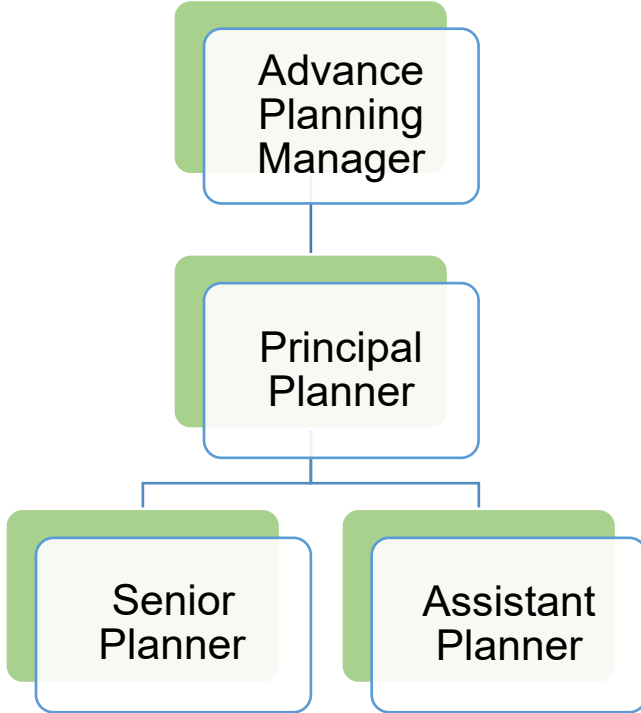 Advance
Planning
Manager
Principal
Planner
Senior
Planner
Assistant
Planner